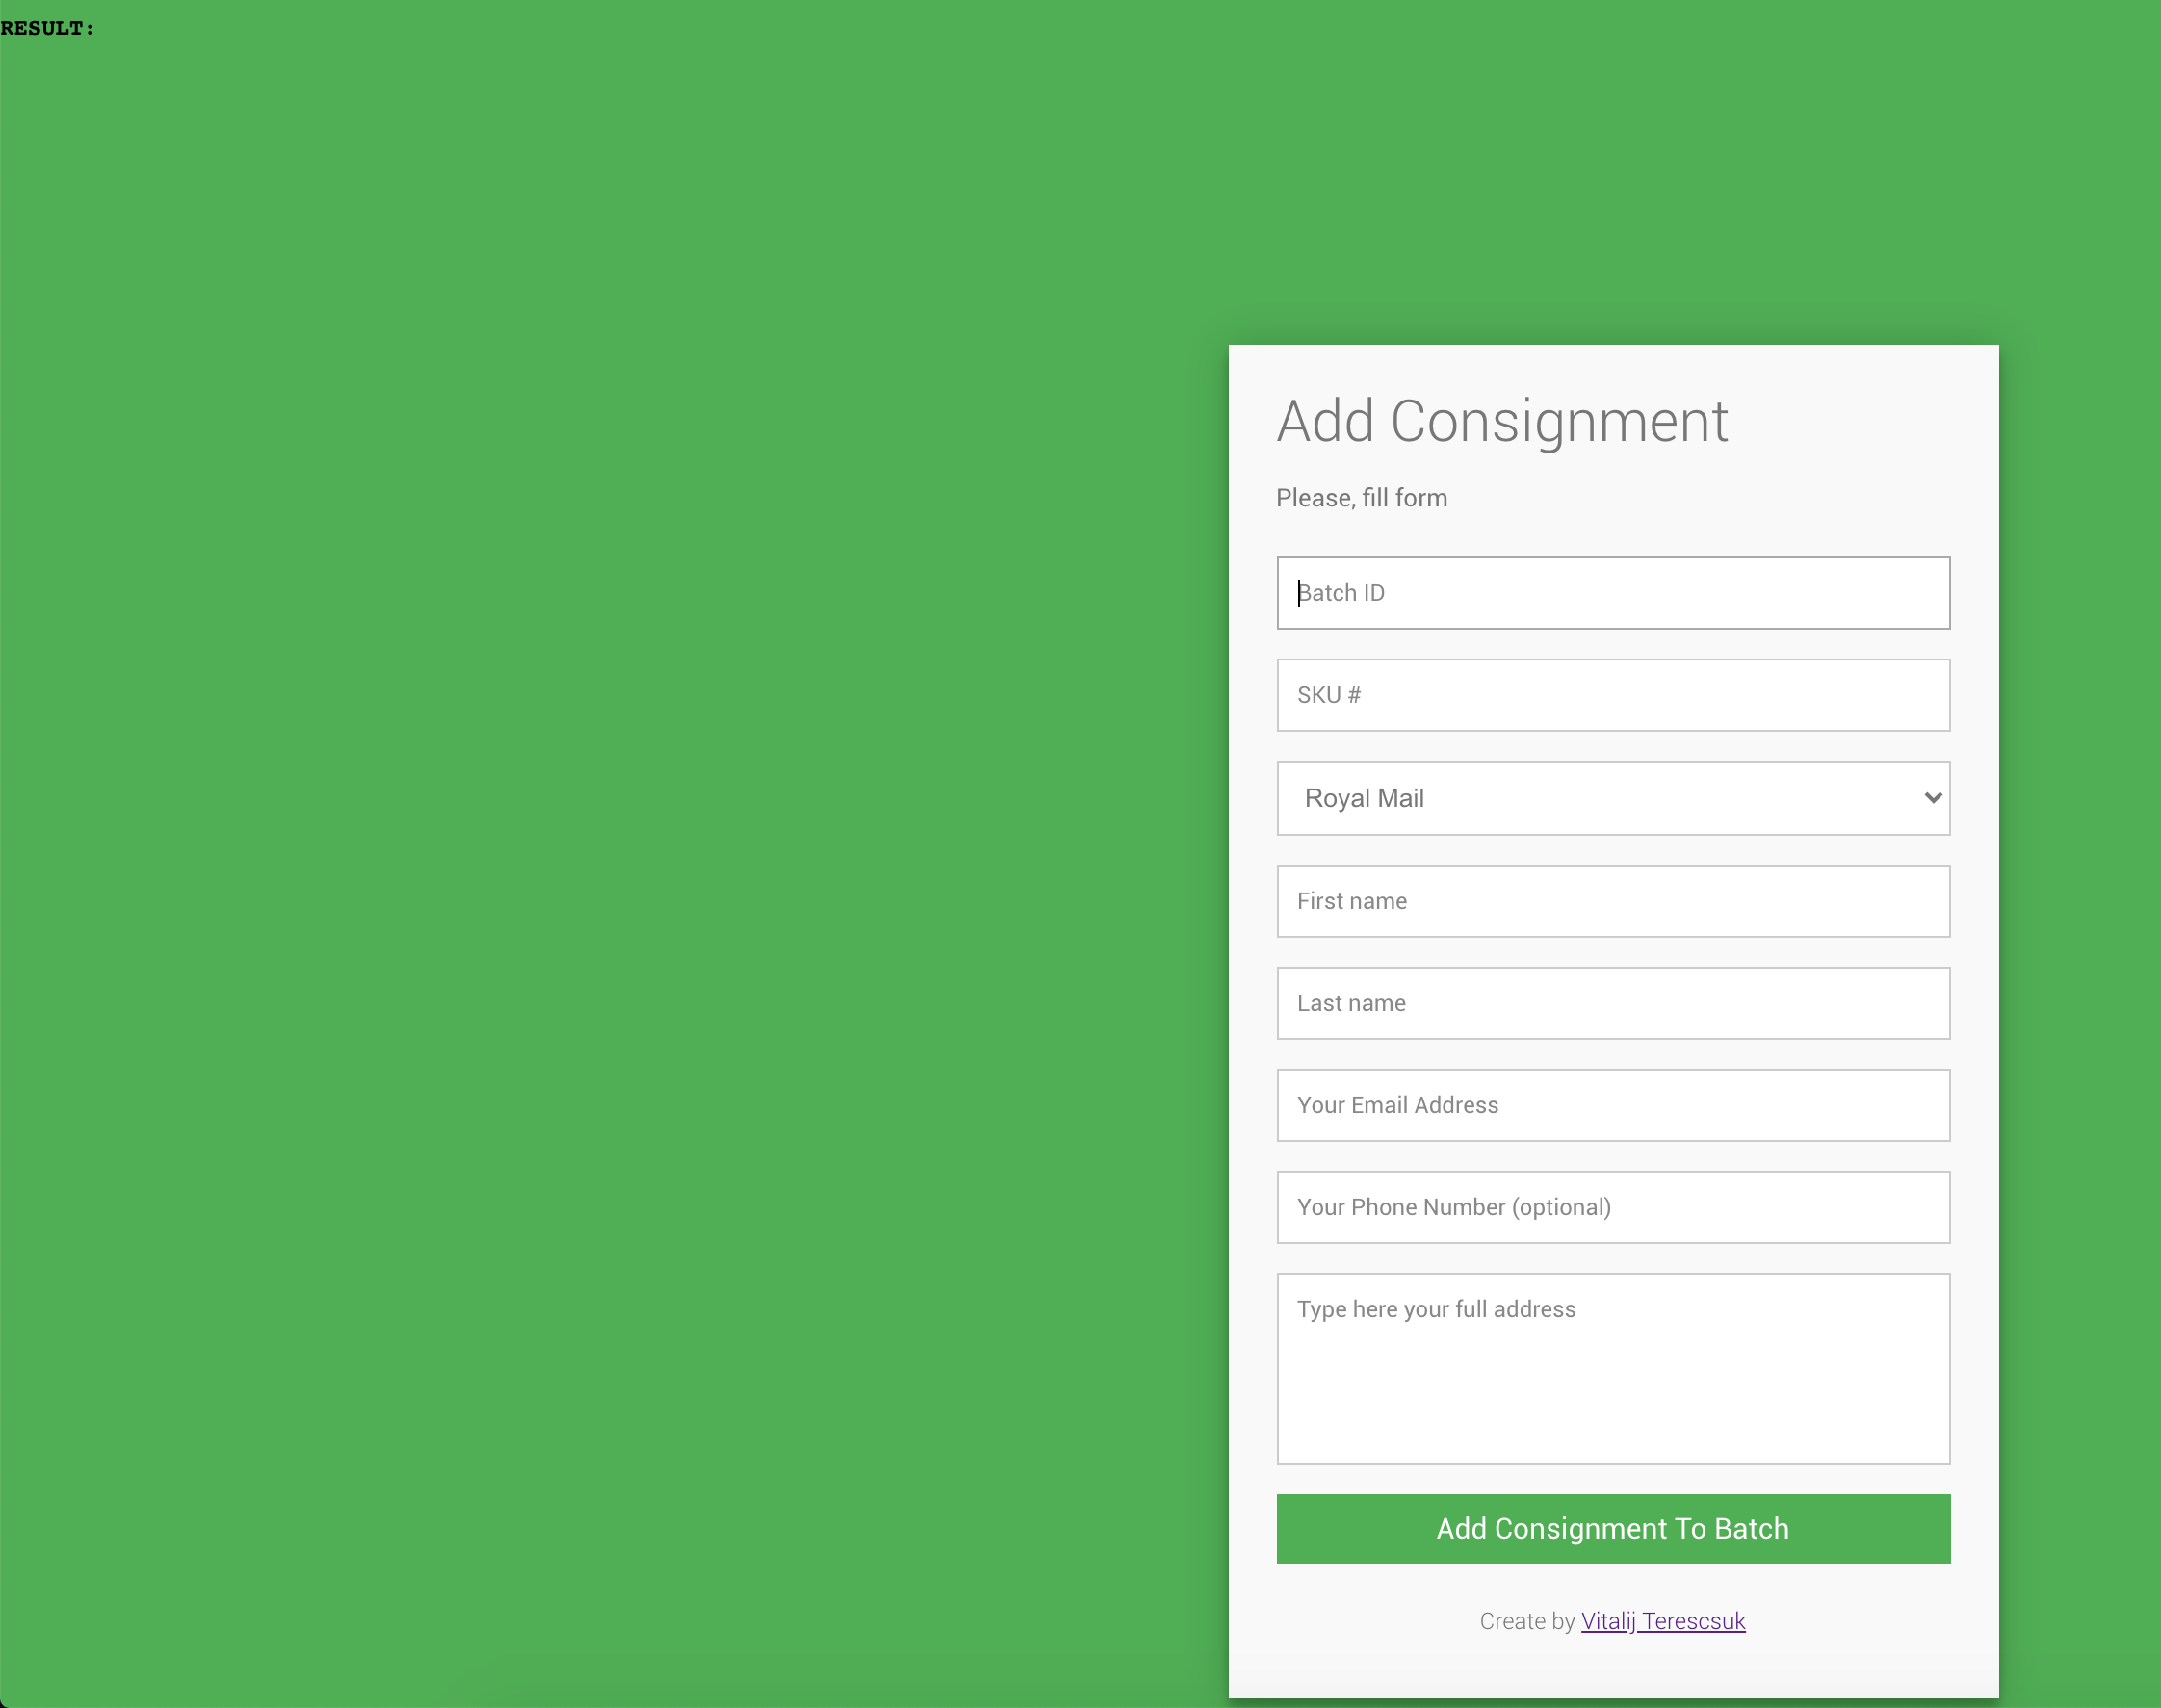 RESULT:
Add Consignment
Please, fill form
Batch ID
SKU #
Royal Mail
First name
Last name
Your Email Address
Your Phone Number (optional)
Type here your full address
Add Consignment To Batch
Create by Vitalij Terescsuk